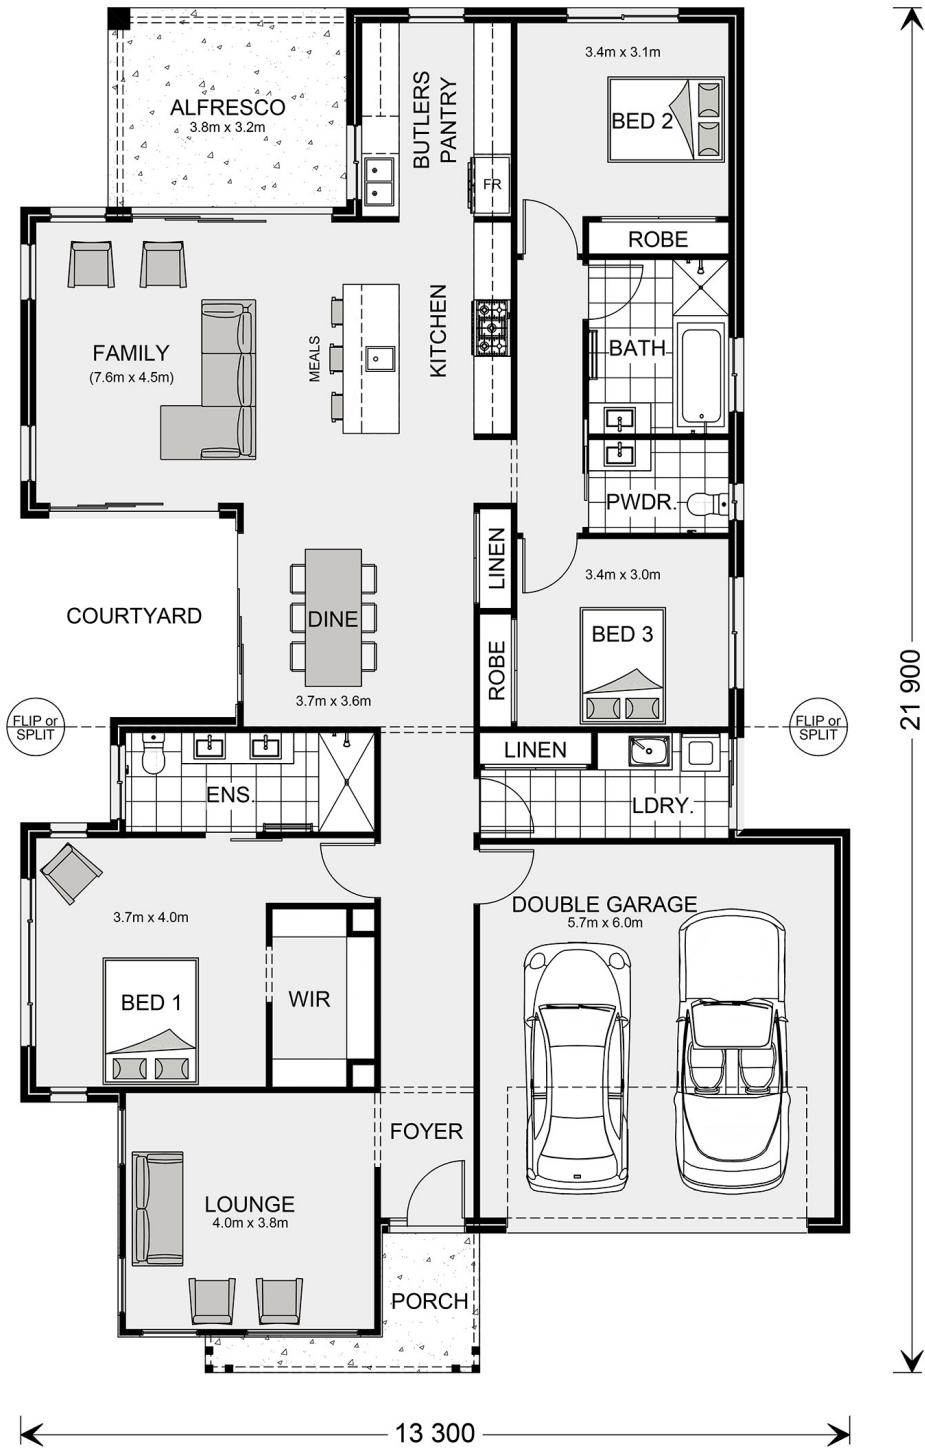 ALFRESCO
3.8m x 3.2m
BUTLERS
PANTRY
FR
3.4m x 3.1m
BED 2
ROBE
FAMILY
(7.6m x 4.5m)
MEALS
KITCHEN
BATH
PWDR.
COURTYARD
DINE
3.7m x 3.6m
LINEN
ROBE
3.4m x 3.0m
BED 3
FLIP or
SPLIT
FLIP or
SPLIT
ENS.
LINEN
LDRY.
3.7m x 4.0m
BED 1
WIR
DOUBLE GARAGE
5.7m x 6.0m
FOYER
LOUNGE
4.0m x 3.8m
PORCH
21 900
13 300